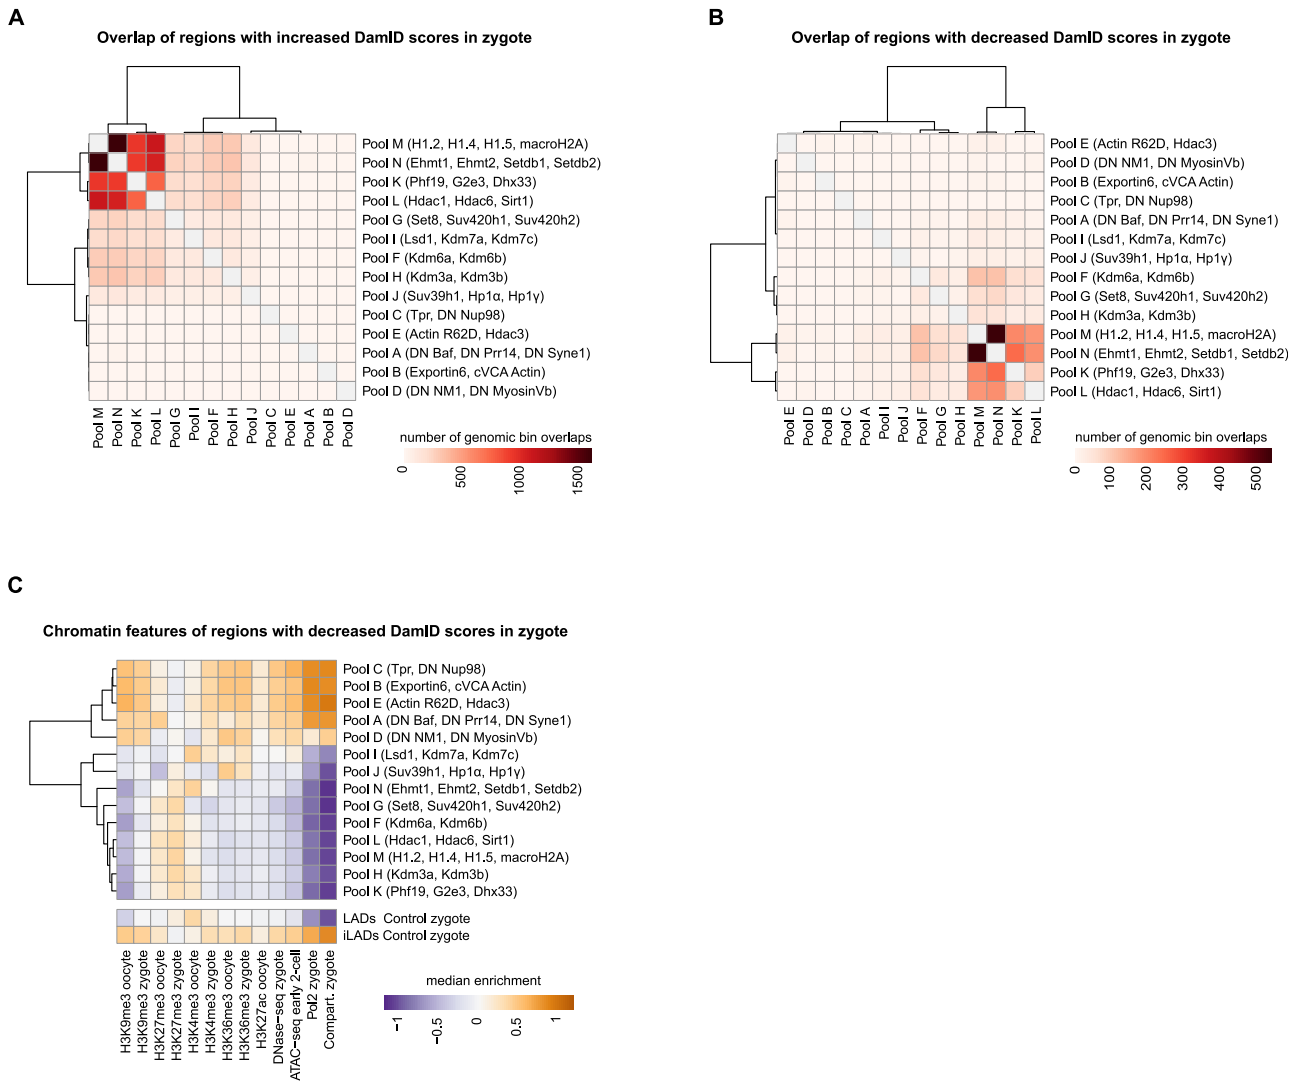 A
Overlap of regions with increased DamID scores in zygote
Pool M (H1.2, H1.4, H1.5, macroH2A)
Pool N (Ehmt1, Ehmt2, Setdb1, Setdb2)
Pool K (Phf19, G2e3, Dhx33)
Pool L (Hdac1, Hdac6, Sirt1)
Pool G (Set8, Suv420h1, Suv420h2)
Pool I (Lsd1, Kdm7a, Kdm7c)
Pool F (Kdm6a, Kdm6b)
Pool H (Kdm3a, Kdm3b)
Pool J (Suv39h1, Hp1α, Hp1γ)
Pool C (Tpr, DN Nup98)
Pool E (Actin R62D, Hdac3)
Pool A (DN Baf, DN Prr14, DN Syne1)
Pool B (Exportin6, cVCA Actin)
Pool D (DN NM1, DN MyosinVb)
Pool M
Pool N
Pool K
Pool L
Pool G
Pool I
Pool F
Pool H
Pool J
Pool C
Pool E
Pool A
Pool B
Pool D
number of genomic bin overlaps
0
500
1000
1500
B
Overlap of regions with decreased DamID scores in zygote
Pool E (Actin R62D, Hdac3)
Pool D (DN NM1, DN MyosinVb)
Pool B (Exportin6, cVCA Actin)
Pool C (Tpr, DN Nup98)
Pool A (DN Baf, DN Prr14, DN Syne1)
Pool I (Lsd1, Kdm7a, Kdm7c)
Pool J (Suv39h1, Hp1α, Hp1γ)
Pool F (Kdm6a, Kdm6b)
Pool G (Set8, Suv420h1, Suv420h2)
Pool H (Kdm3a, Kdm3b)
Pool M (H1.2, H1.4, H1.5, macroH2A)
Pool N (Ehmt1, Ehmt2, Setdb1, Setdb2)
Pool K (Phf19, G2e3, Dhx33)
Pool L (Hdac1, Hdac6, Sirt1)
Pool E
Pool D
Pool B
Pool C
Pool A
Pool I
Pool J
Pool F
Pool G
Pool H
Pool M
Pool N
Pool K
Pool L
number of genomic bin overlaps
0
100
200
300
400
500
C
Chromatin features of regions with decreased DamID scores in zygote
Pool C (Tpr, DN Nup98)
Pool B (Exportin6, cVCA Actin)
Pool E (Actin R62D, Hdac3)
Pool A (DN Baf, DN Prr14, DN Syne1)
Pool D (DN NM1, DN MyosinVb)
Pool I (Lsd1, Kdm7a, Kdm7c)
Pool J (Suv39h1, Hp1α, Hp1γ)
Pool N (Ehmt1, Ehmt2, Setdb1, Setdb2)
Pool G (Set8, Suv420h1, Suv420h2)
Pool F (Kdm6a, Kdm6b)
Pool L (Hdac1, Hdac6, Sirt1)
Pool M (H1.2, H1.4, H1.5, macroH2A)
Pool H (Kdm3a, Kdm3b)
Pool K (Phf19, G2e3, Dhx33)
LADs Control zygote
iLADs Control zygote
H3K9me3 oocyte
H3K9me3 zygote
H3K27me3 oocyte
H3K27me3 zygote
H3K4me3 oocyte
H3K4me3 zygote
H3K36me3 oocyte
H3K36me3 zygote
H3K27ac oocyte
DNase−seq zygote
ATAC−seq early 2-cell
Pol2 zygote
Compart. zygote
median enrichment
−1
−0.5
0
0.5
1